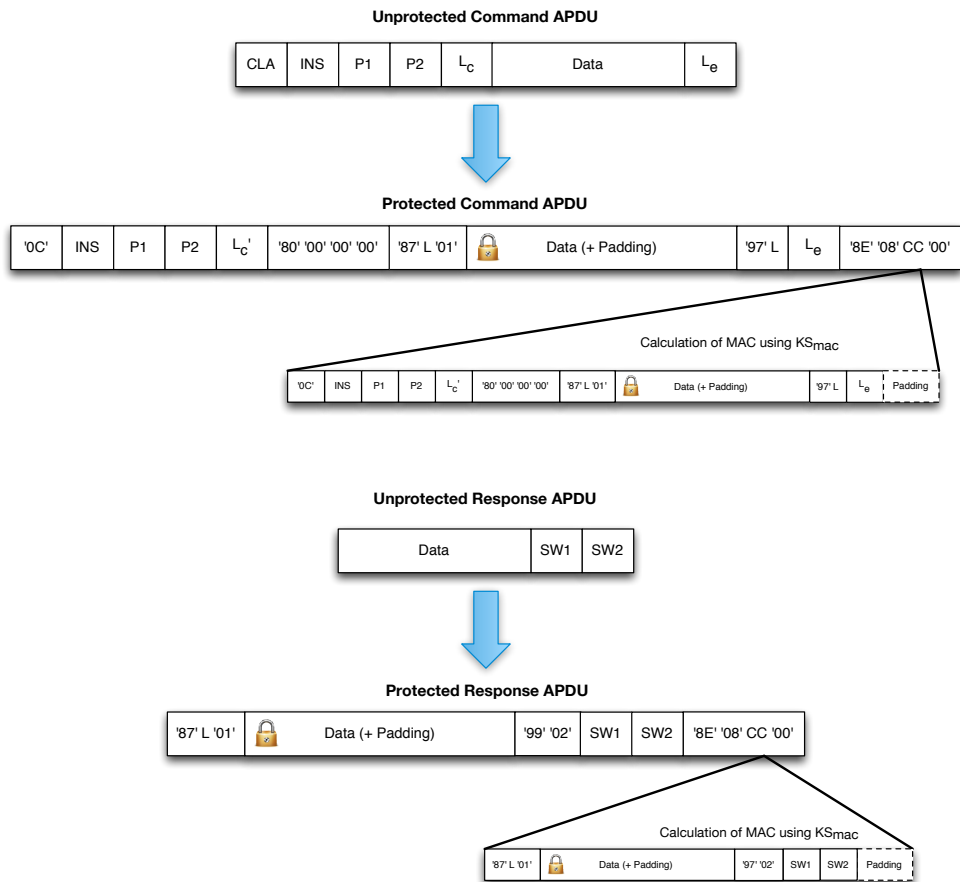 Unprotected Command APDU
CLA INS P1 P2 Lc Data Le
Protected Command APDU
'0C' INS P1 P2 Lc' '80' '00' '00' '00' '87' L '01' Data (+ Padding) '97' L Le '8E' '08' CC '00'
Calculation of MAC using KSmac
'0C' INS P1 P2 Lc' '80' '00' '00' '00' '87' L '01' Data (+ Padding) '97' L Le Padding
Unprotected Response APDU
Data SW1 SW2
Protected Response APDU
'87' L '01' Data (+ Padding) '99' '02' SW1 SW2 '8E' '08' CC '00'
Calculation of MAC using KSmac
'87' L '01' Data (+ Padding) '97' '02' SW1 SW2 Padding